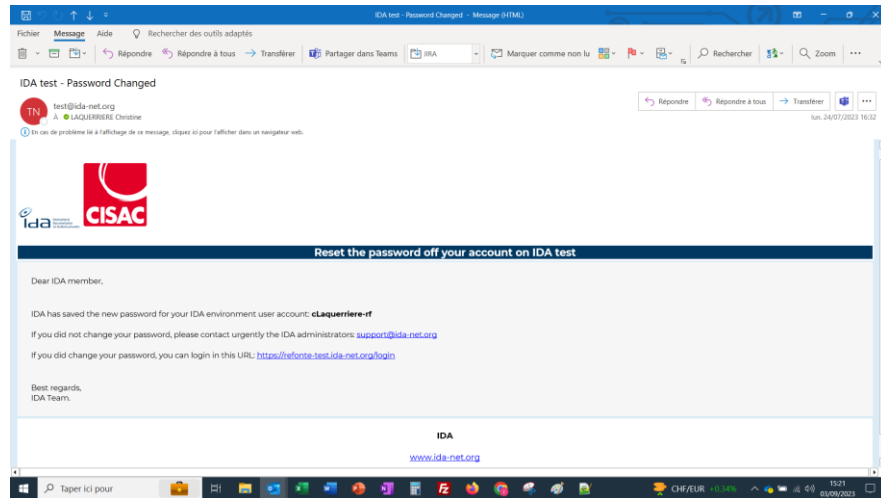 IDA test - Password Changed - Message (HTML)
Fichier Message Aide Rechercher des outils adaptés
Répondre Répondre à tous Transférer Partager dans Teams JIRA Marquer comme non lu Rechercher Zoom
IDA test - Password Changed
TN
test@ida-net.org
À LAQUERRIERE Christine
Répondre Répondre à tous Transférer
lun. 24/07/2023 16:32
En cas de problème lié à l'affichage de ce message, cliquez ici pour l'afficher dans un navigateur web.
ida
CISAC
Reset the password off your account on IDA test
Dear IDA member,
IDA has saved the new password for your IDA environment user account: cLaquerriere-rf
If you did not change your password, please contact urgently the IDA administrators: support@ida-net.org
If you did change your password, you can login in this URL: https://refonte-test.ida-net.org/login
Best regards,
IDA Team.
IDA
www.ida-net.org
Taper ici pour
CHF/EUR +0,34%
15:21
03/09/2023